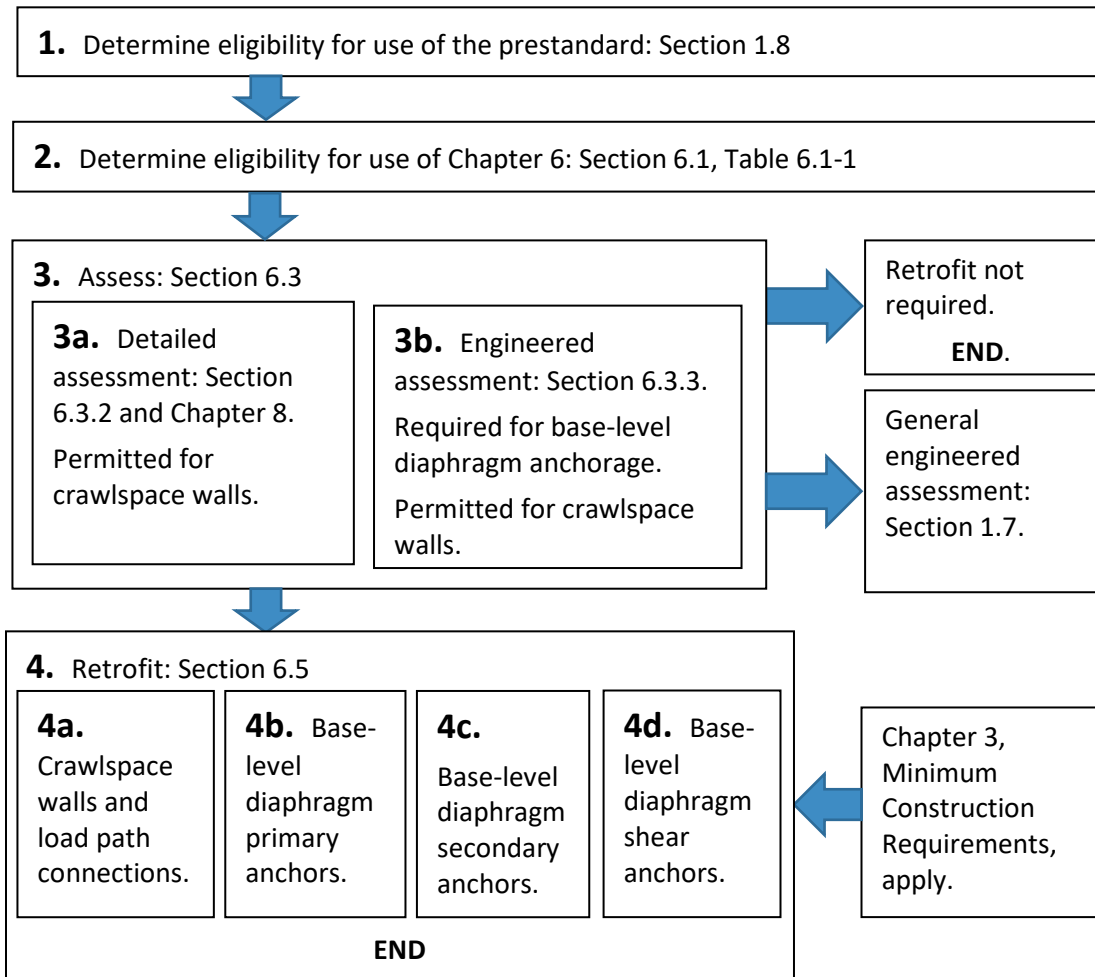 1. Determine eligibility for use of the prestandard: Section 1.8
2. Determine eligibility for use of Chapter 6: Section 6.1, Table 6.1-1
3. Assess: Section 6.3
3a. Detailed
assessment: Section
6.3.2 and Chapter 8.
Permitted for
crawlspace walls.
3b. Engineered
assessment: Section 6.3.3.
Required for base-level
diaphragm anchorage.
Permitted for crawlspace
walls.
Retrofit not
required.
END.
General
engineered
assessment:
Section 1.7.
4. Retrofit: Section 6.5
4a.
Crawlspace
walls and
load path
connections.
4b. Base-
level
diaphragm
primary
anchors.
4c.
Base-level
diaphragm
secondary
anchors.
4d. Base-
level
diaphragm
shear
anchors.
END
Chapter 3,
Minimum
Construction
Requirements,
apply.